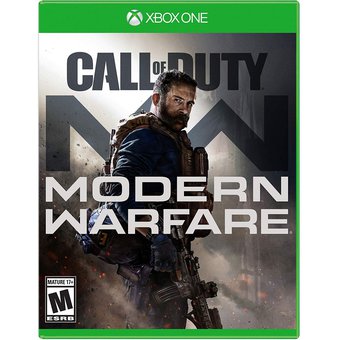 XBOX ONE
CALL OF DUTY
MW
MODERN
WARFARE
MATURE 17+
M
ESRB